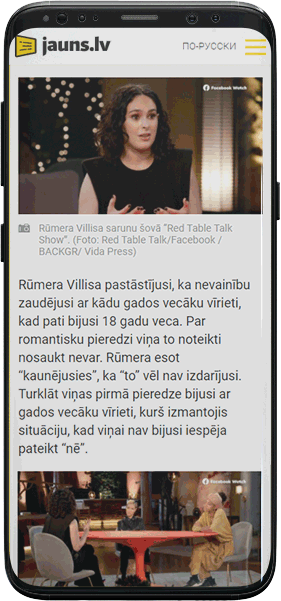 jauns.lv
ПО-РУССКИ
Facebook Watch
Rūmera Villisa sarunu šovā "Red Table Talk
Show". (Foto: Red Table Talk/Facebook /
BACKGR/ Vida Press)
Rūmera Villisa pastāstījusi, ka nevainību
zaudējusi ar kādu gados vecāku vīrieti,
kad pati bijusi 18 gadu veca. Par
romantisku pieredzi viņa to noteikti
nosaukt nevar. Rūmera esot
“kaunējusies”, ka “to” vēl nav izdarījusi.
Turklāt viņas pirmā pieredze bijusi ar
gados vecāku vīrieti, kurš izmantojis
situāciju, kad viņai nav bijusi iespēja
pateikt “nē”.
Facebook Watch